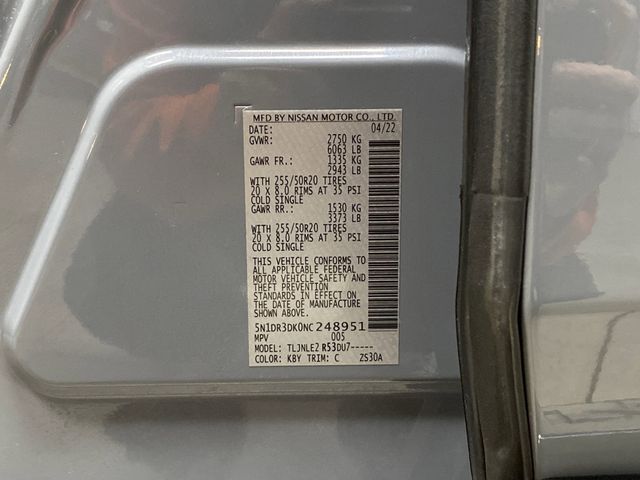 MFD BY NISSAN MOTOR CO., LTD.
DATE: 04/22
GVWR: 2750 KG
6063 LB
GAWR FR.: 1335 KG
2943 LB
WITH 255/50R20 TIRES
20 x 8.0 RIMS AT 35 PSI
COLD SINGLE
GAWR RR.: 1530 KG
3373 LB
WITH 255/50R20 TIRES
20 x 8.0 RIMS AT 35 PSI
COLD SINGLE
THIS VEHICLE CONFORMS TO
ALL APPLICABLE FEDERAL
MOTOR VEHICLE SAFETY AND
THEFT PREVENTION
STANDARDS IN EFFECT ON
THE DATE OF MANUFACTURE
SHOWN ABOVE.
5N1DR3DK0NC248951
MPV 005
MODEL: TLJNLE2 R53DU7-----
COLOR: KBY TRIM: C ZS30A